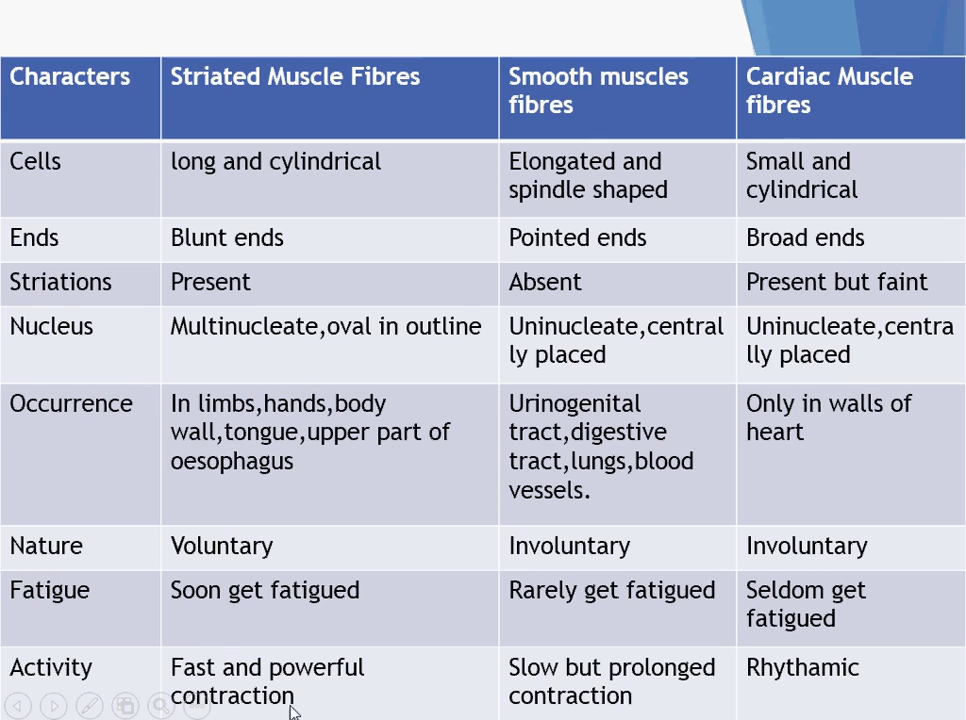 Characters
Striated Muscle Fibres
Smooth muscles
fibres
Cardiac Muscle
fibres
Cells
long and cylindrical
Elongated and
spindle shaped
Small and
cylindrical
Ends
Blunt ends
Pointed ends
Broad ends
Striations
Present
Absent
Present but faint
Nucleus
Multinucleate,oval in outline
Uninucleate,central
ly placed
Uninucleate,centra
lly placed
Occurrence
In limbs,hands,body
wall,tongue,upper part of
oesophagus
Urinogenital
tract,digestive
tract,lungs,blood
vessels.
Only in walls of
heart
Nature
Voluntary
Involuntary
Involuntary
Fatigue
Soon get fatigued
Rarely get fatigued
Seldom get
fatigued
Activity
Fast and powerful
contraction
Slow but prolonged
contraction
Rhythamic